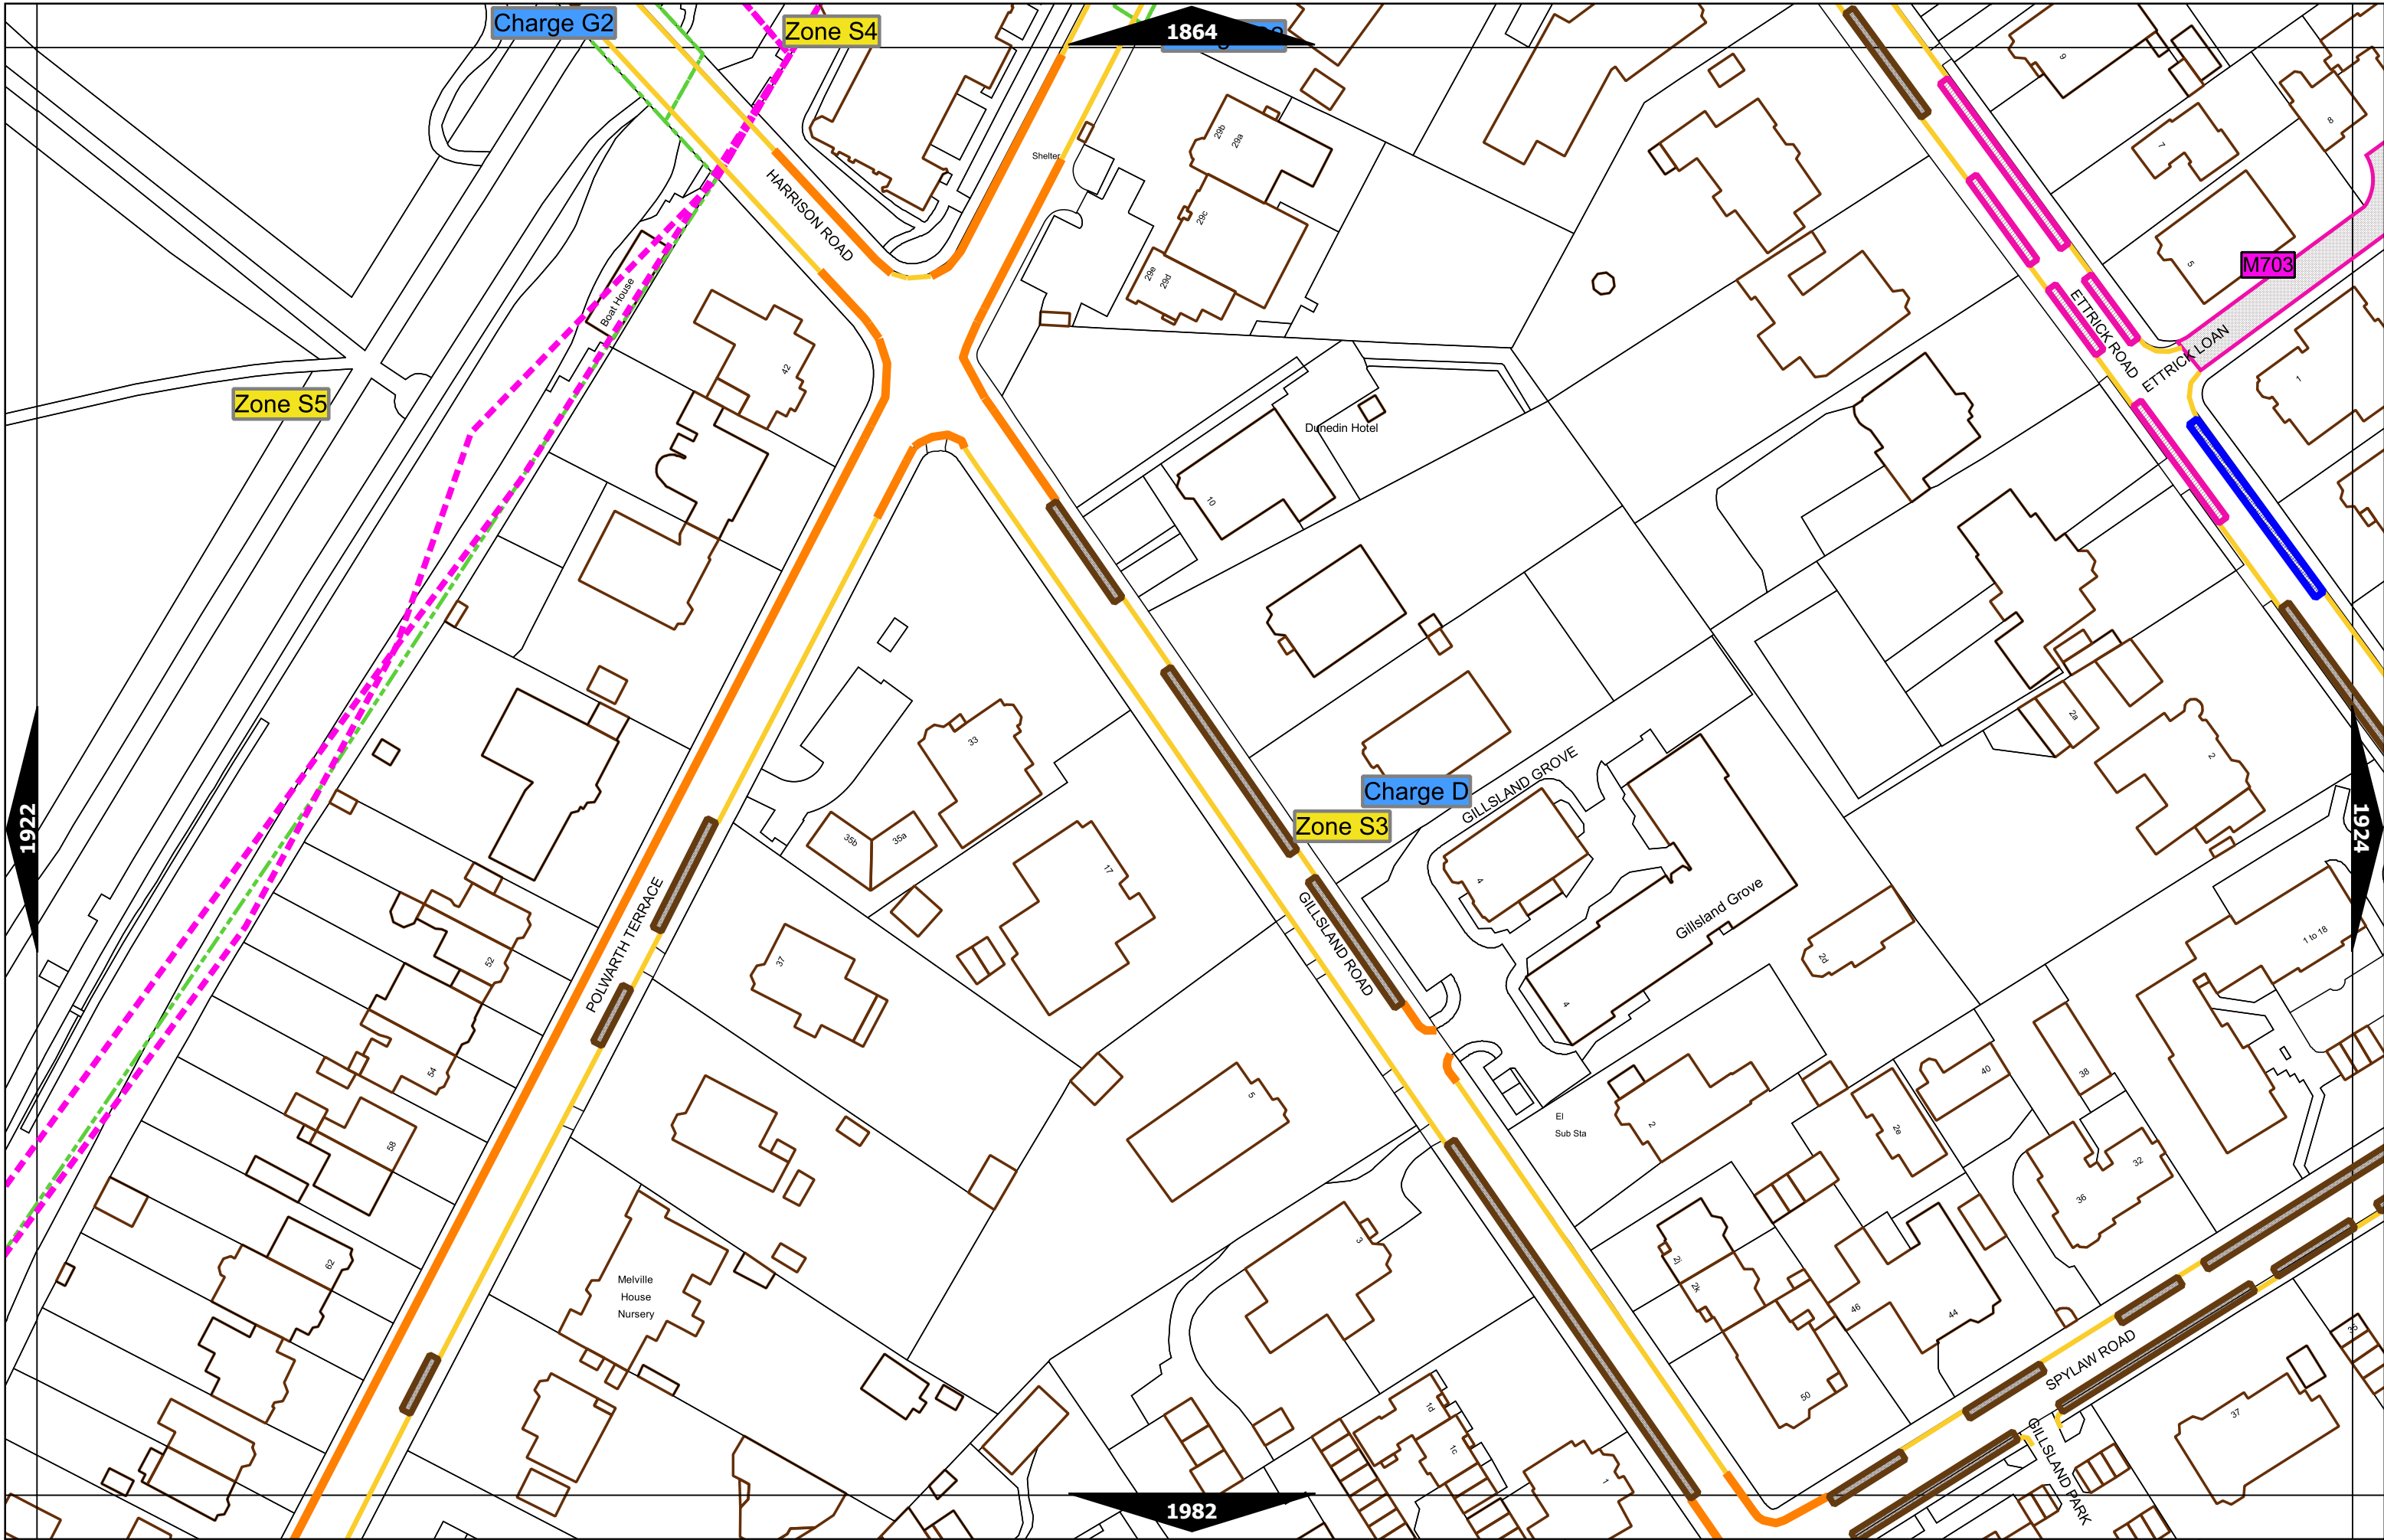 Charge G2
Zone S4
1864
9
8
7
29b
29a
Shelter
HARRISON ROAD
29c
5
M703
29e
29d
Boat House
ETTRICK ROAD
ETTRICK LOAN
42
1
Zone S5
Dunedin Hotel
10
2a
33
2
Charge D
GILLSLAND GROVE
Zone S3
1922
1924
35b
35a
17
4
Gillsland Grove
POLWARTH TERRACE
GILLSLAND ROAD
1 to 18
52
37
2d
4
54
40
38
5
El
Sub Sta
2
2e
58
32
36
62
3
2j
2k
Melville
House
Nursery
46
44
SPYLAW ROAD
35
50
37
1d
1c
1
GILLSLAND PARK
1982